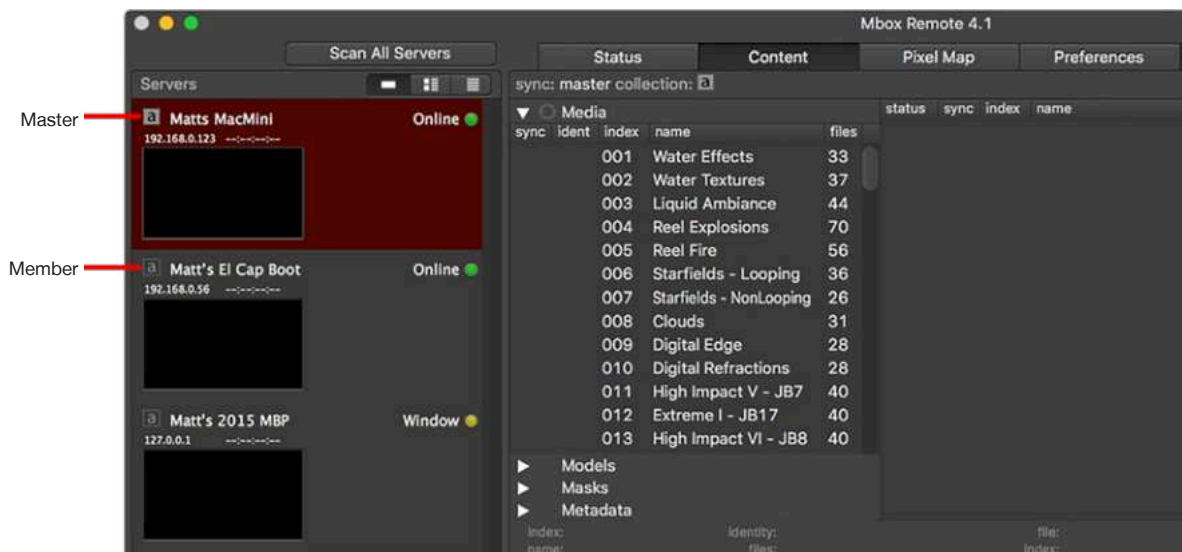 Mbox Remote 4.1
Scan All Servers
Status
Content
Pixel Map
Preferences
Servers
sync: master collection: a
Master
a Matts MacMini
Online
192.168.0.123 --:--:--:--
Member
a Matt's El Cap Boot
Online
192.168.0.56 --:--:--:--
a Matt's 2015 MBP
Window
127.0.0.1 --:--:--:--
Media
sync ident index name files
001 Water Effects 33
002 Water Textures 37
003 Liquid Ambiance 44
004 Reel Explosions 70
005 Reel Fire 56
006 Starfields - Looping 36
007 Starfields - NonLooping 26
008 Clouds 31
009 Digital Edge 28
010 Digital Refractions 28
011 High Impact V - JB7 40
012 Extreme I - JB17 40
013 High Impact VI - JB8 40
Models
Masks
Metadata
status sync index name
index: identity: file:
name: files: index: